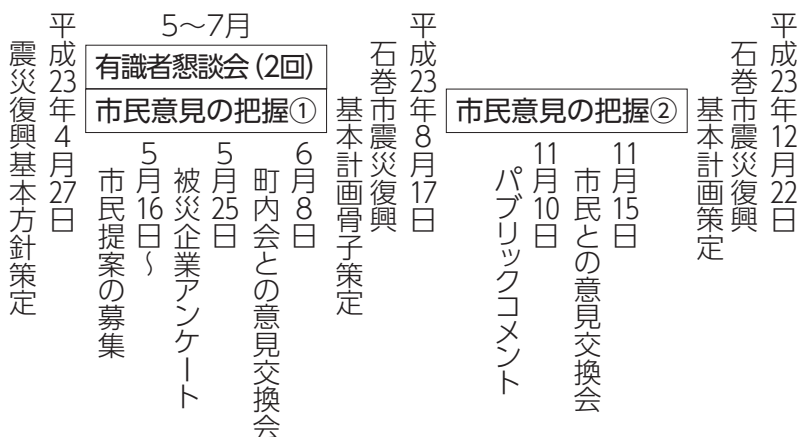 平成23年4月27日
震災復興基本方針策定
5～7月
有識者懇談会（2回）
市民意見の把握①
5月16日～
市民提案の募集
5月25日
被災企業アンケート
6月8日
町内会との意見交換会
平成23年8月17日
石巻市震災復興
基本計画骨子策定
市民意見の把握②
11月10日
パブリックコメント
11月15日
市民との意見交換会
平成23年12月22日
石巻市震災復興
基本計画策定